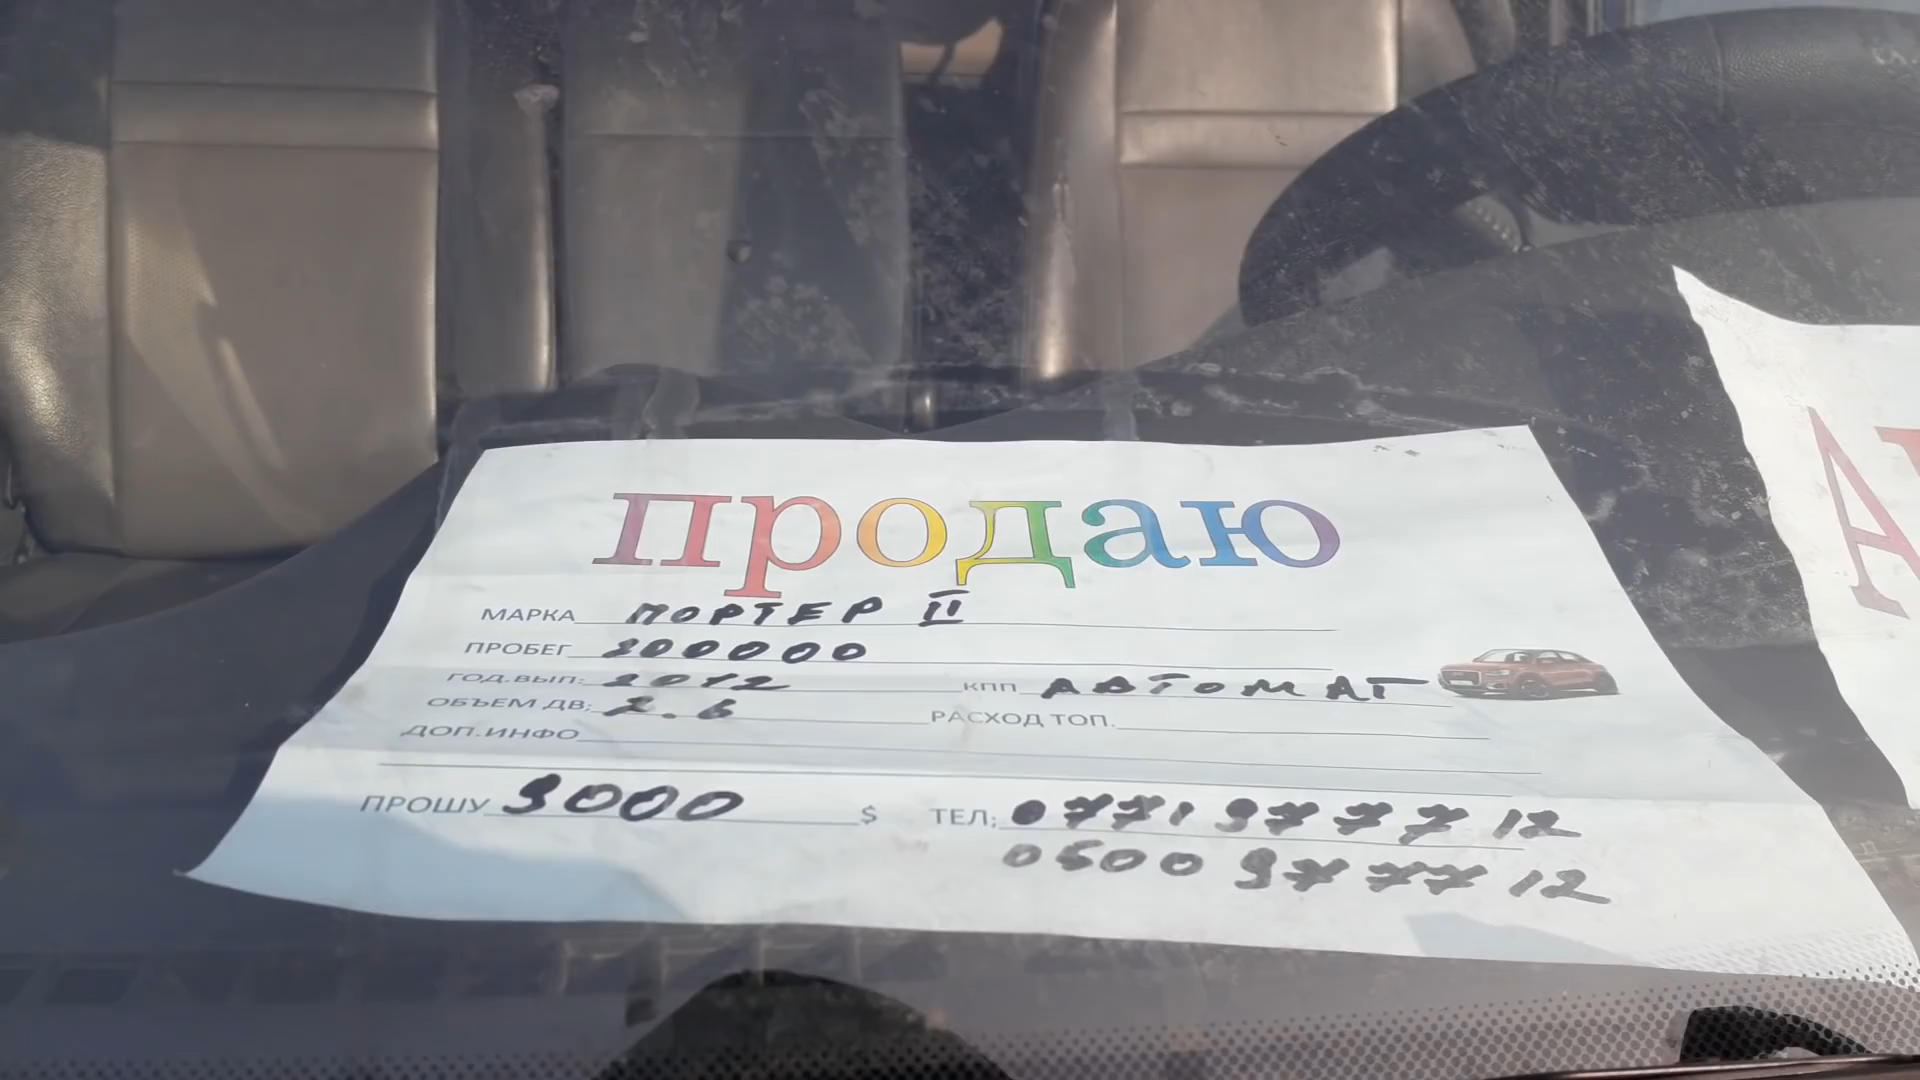 продаю
МАРКА ПОРТЕР II
ПРОБЕГ 300000
ГОД.ВЫП: 2012 КПП АВТОМАТ
ОБЪЕМ ДВ; 2.6 РАСХОД ТОП.
ДОП.ИНФО
ПРОШУ 9000 $ ТЕЛ; 0771 977712
0500 977712
А